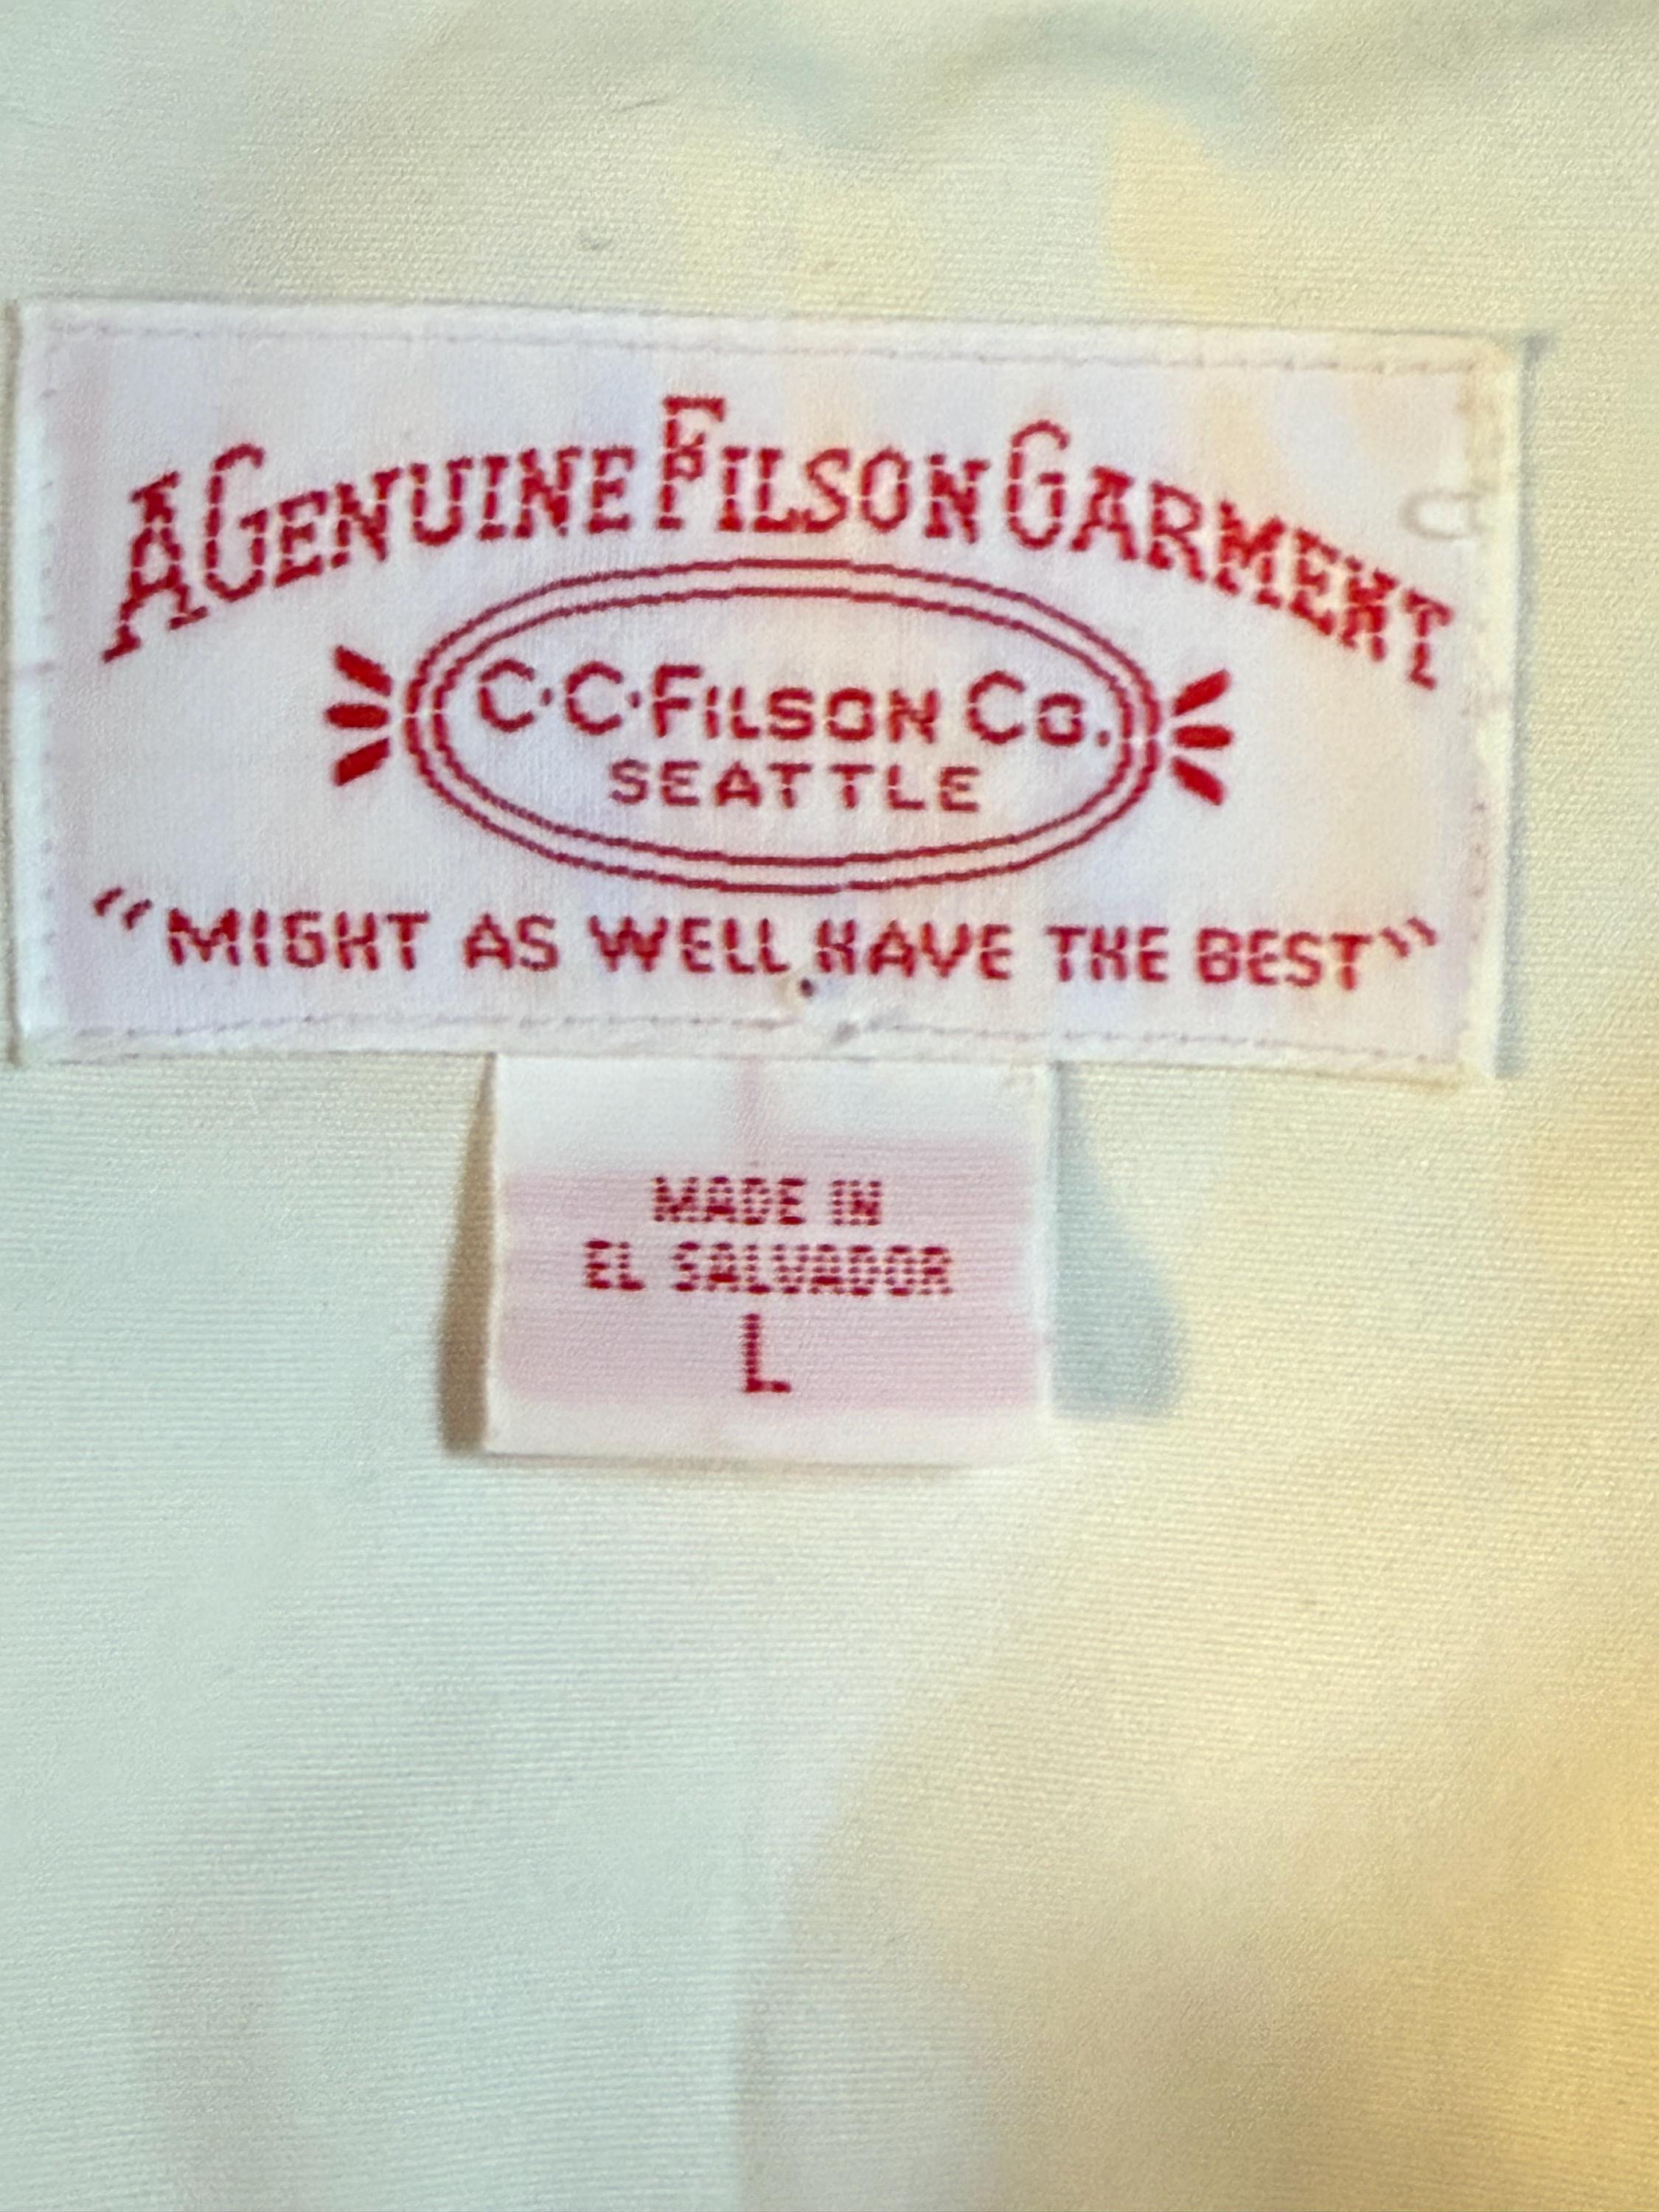 A GENUINE FILSON GARMENT
C·C·FILSON CO.
SEATTLE
"MIGHT AS WELL HAVE THE BEST"
MADE IN
EL SALVADOR
L